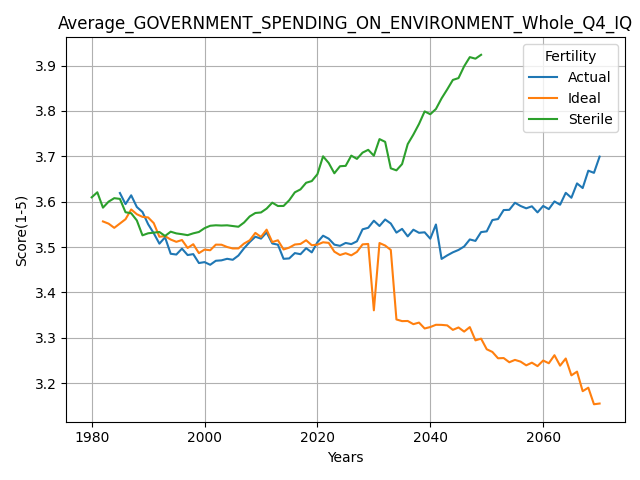 Average_GOVERNMENT_SPENDING_ON_ENVIRONMENT_Whole_Q4_IQ
Fertility
Actual
Ideal
Sterile
Score(1-5)
3.9
3.8
3.7
3.6
3.5
3.4
3.3
3.2
1980 2000 2020 2040 2060
Years